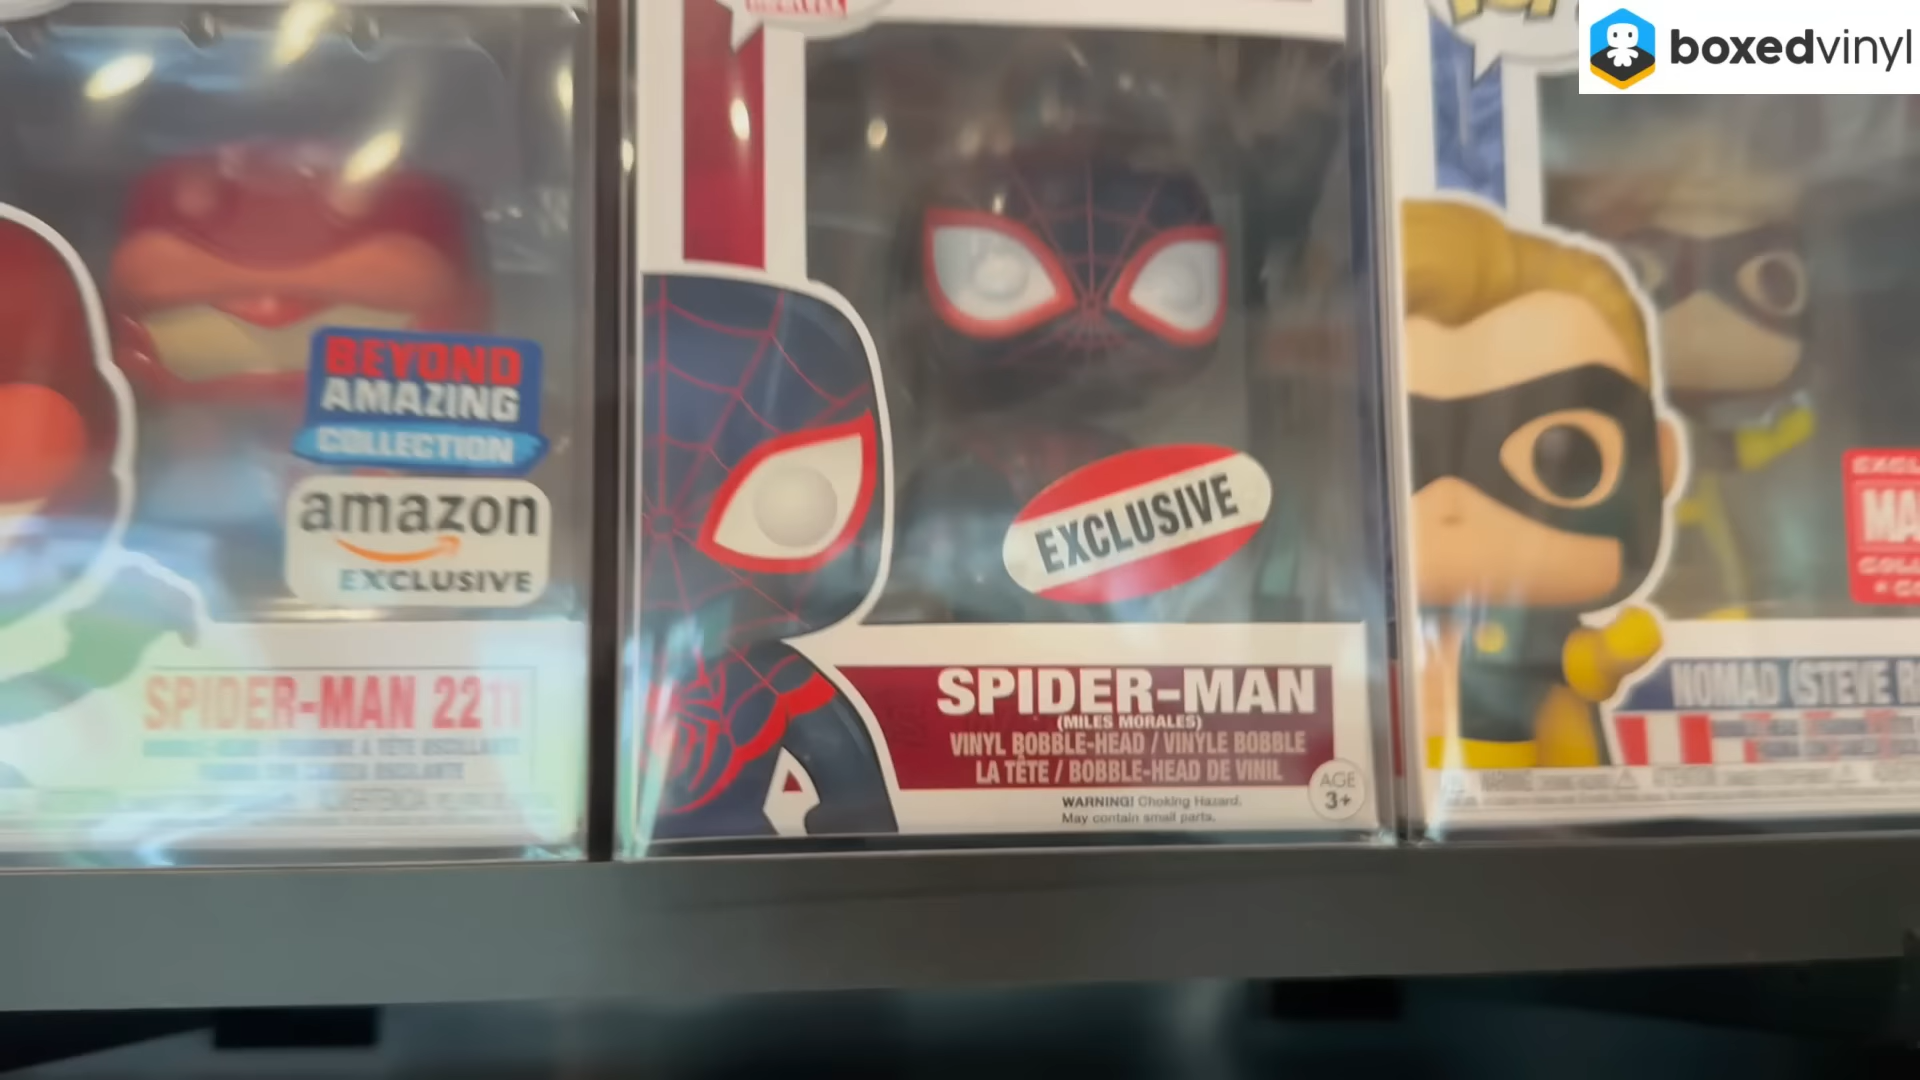 boxedvinyl
BEYOND
AMAZING
COLLECTION
amazon
EXCLUSIVE
SPIDER-MAN 2211
EXCLUSIVE
SPIDER-MAN
(MILES MORALES)
VINYL BOBBLE-HEAD / VINYLE BOBBLE
LA TÊTE / BOBBLE-HEAD DE VINIL
WARNING! Choking Hazard.
May contain small parts.
AGE
3+
NOMAD (STEVE R